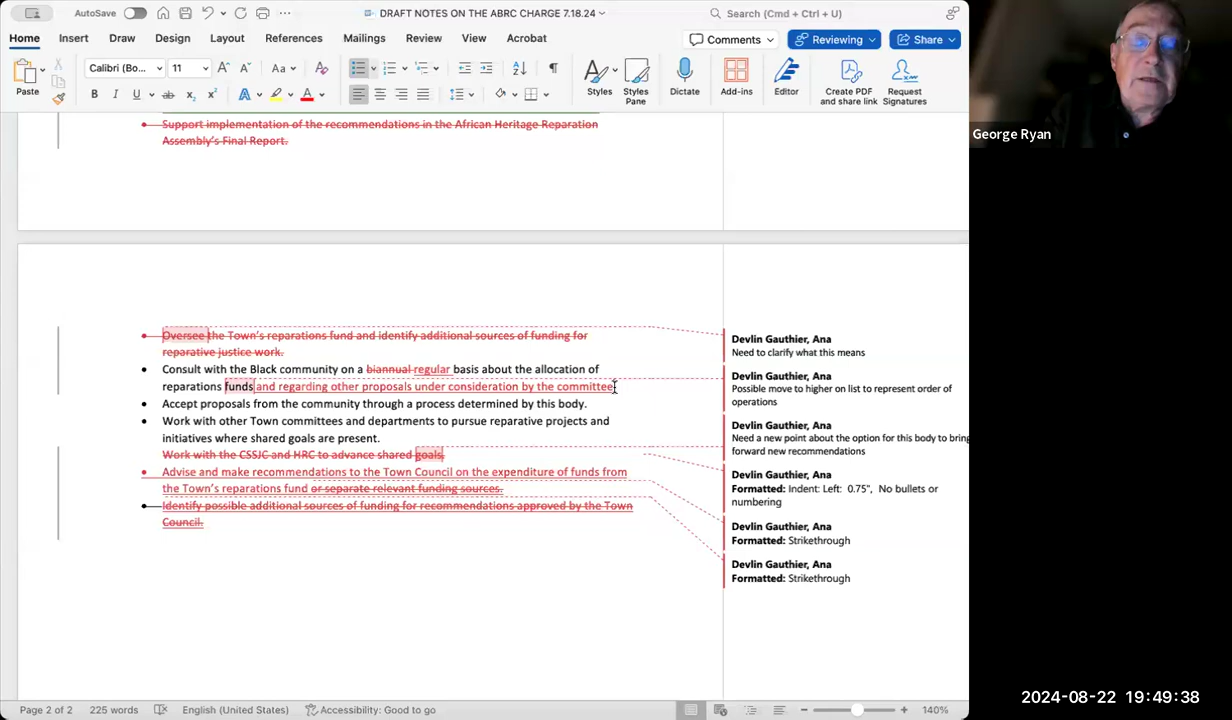 AutoSave
DRAFT NOTES ON THE ABRC CHARGE 7.18.24
Search (Cmd + Ctrl + U)
Home Insert Draw Design Layout References Mailings Review View Acrobat
Comments Reviewing Share
Paste
Calibri (Bo... 11
Styles
Styles Pane
Dictate
Add-ins
Editor
Create PDF and share link
Request Signatures
George Ryan
Support implementation of the recommendations in the African Heritage Reparation
Assembly's Final Report.
Oversee the Town's reparations fund and identify additional sources of funding for
reparative justice work.
• Consult with the Black community on a biannual regular basis about the allocation of
reparations funds and regarding other proposals under consideration by the committee.
• Accept proposals from the community through a process determined by this body.
• Work with other Town committees and departments to pursue reparative projects and
initiatives where shared goals are present.
Work with the CSSJC and HRC to advance shared goals.
• Advise and make recommendations to the Town Council on the expenditure of funds from
the Town's reparations fund or separate relevant funding sources.
• Identify possible additional sources of funding for recommendations approved by the Town
Council.
Devlin Gauthier, Ana
Need to clarify what this means
Devlin Gauthier, Ana
Possible move to higher on list to represent order of
operations
Devlin Gauthier, Ana
Need a new point about the option for this body to bring
forward new recommendations
Devlin Gauthier, Ana
Formatted: Indent: Left: 0.75", No bullets or
numbering
Devlin Gauthier, Ana
Formatted: Strikethrough
Devlin Gauthier, Ana
Formatted: Strikethrough
Page 2 of 2 225 words English (United States) Accessibility: Good to go 140%
2024-08-22 19:49:38